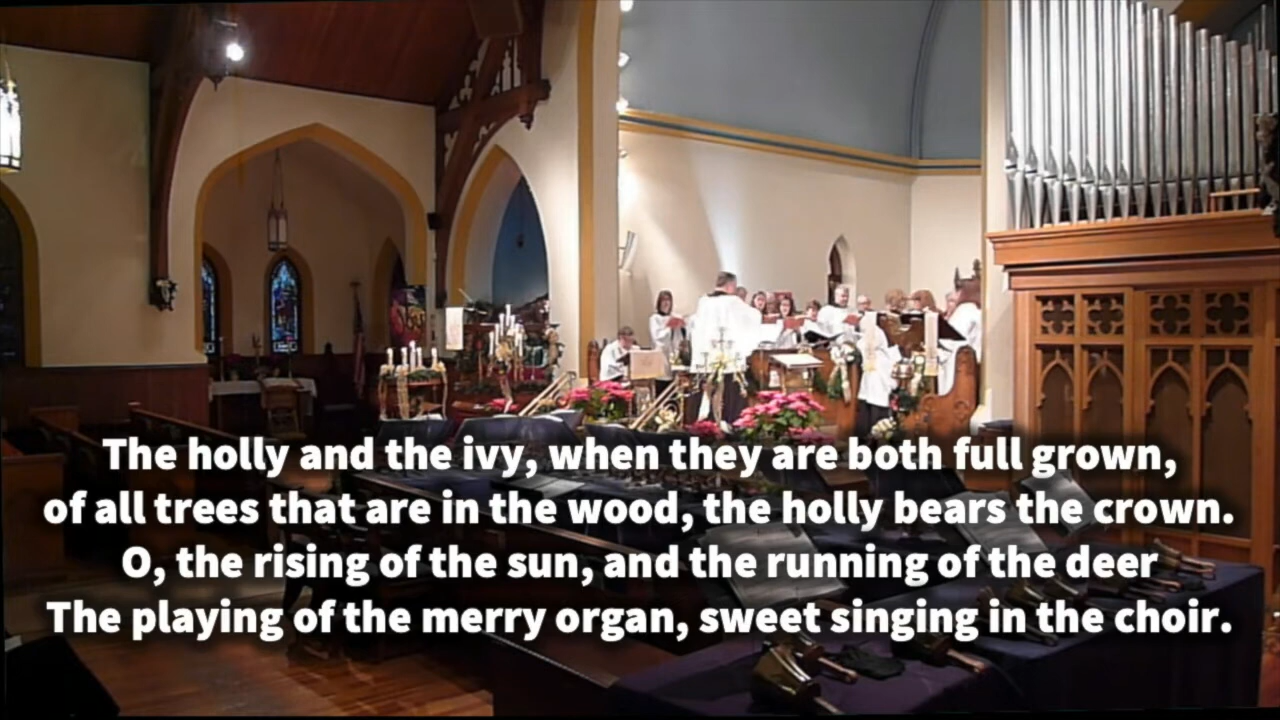 The holly and the ivy, when they are both full grown,
of all trees that are in the wood, the holly bears the crown.
O, the rising of the sun, and the running of the deer
The playing of the merry organ, sweet singing in the choir.